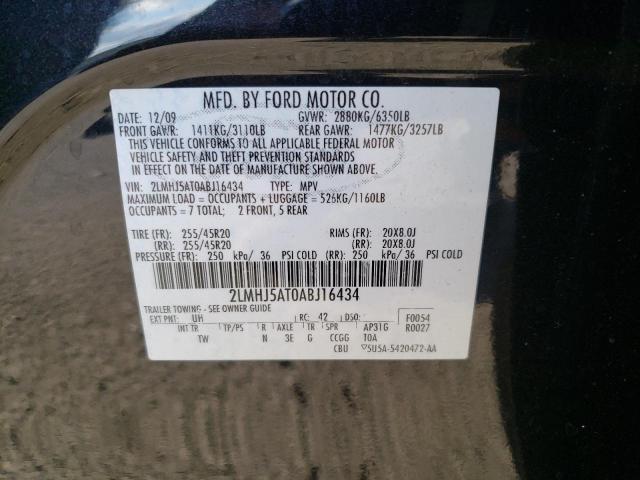 MFD. BY FORD MOTOR CO.
DATE: 12/09 GVWR: 2880KG/6350LB
FRONT GAWR: 1411KG/3110LB REAR GAWR: 1477KG/3257LB
THIS VEHICLE CONFORMS TO ALL APPLICABLE FEDERAL MOTOR
VEHICLE SAFETY AND THEFT PREVENTION STANDARDS
IN EFFECT ON THE DATE OF MANUFACTURE SHOWN ABOVE.
VIN: 2LMHJ5AT0ABJ16434 TYPE: MPV
MAXIMUM LOAD = OCCUPANTS + LUGGAGE = 526KG/1160LB
OCCUPANTS = 7 TOTAL; 2 FRONT, 5 REAR
TIRE (FR): 255/45R20 RIMS (FR): 20X8.0J
(RR): 255/45R20 (RR): 20X8.0J
PRESSURE (FR): 250 kPa/ 36 PSI COLD (RR): 250 kPa/ 36 PSI COLD
2LMHJ5AT0ABJ16434
TRAILER TOWING - SEE OWNER GUIDE
EXT PNT: UH RC: 42 DSO: F0054
INT TR TP/PS R AXLE TR SPR AP31G R0027
TW N 3E G CCGG TOA
CBU 5U5A-5420472-AA